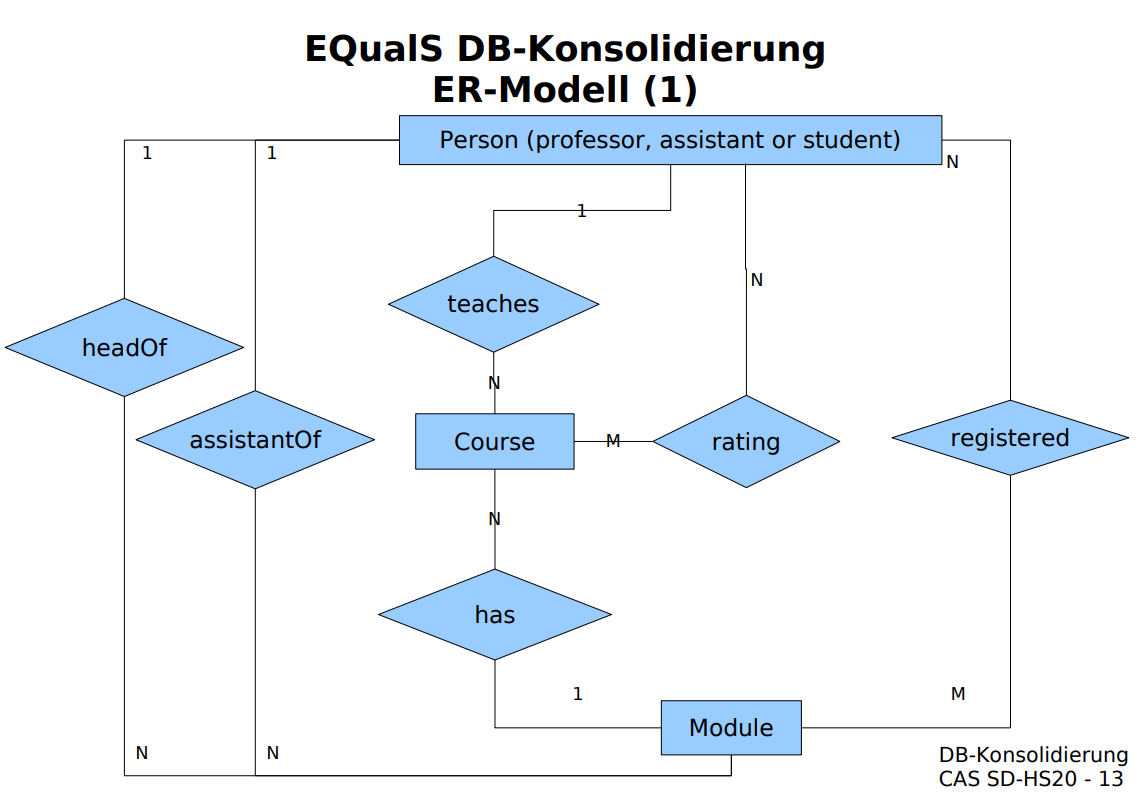 EQualS DB-Konsolidierung
ER-Modell (1)
Person (professor, assistant or student)
1
1
N
1
N
teaches
headOf
N
assistantOf
Course
M
rating
registered
N
has
1
M
Module
N
N
DB-Konsolidierung
CAS SD-HS20 - 13